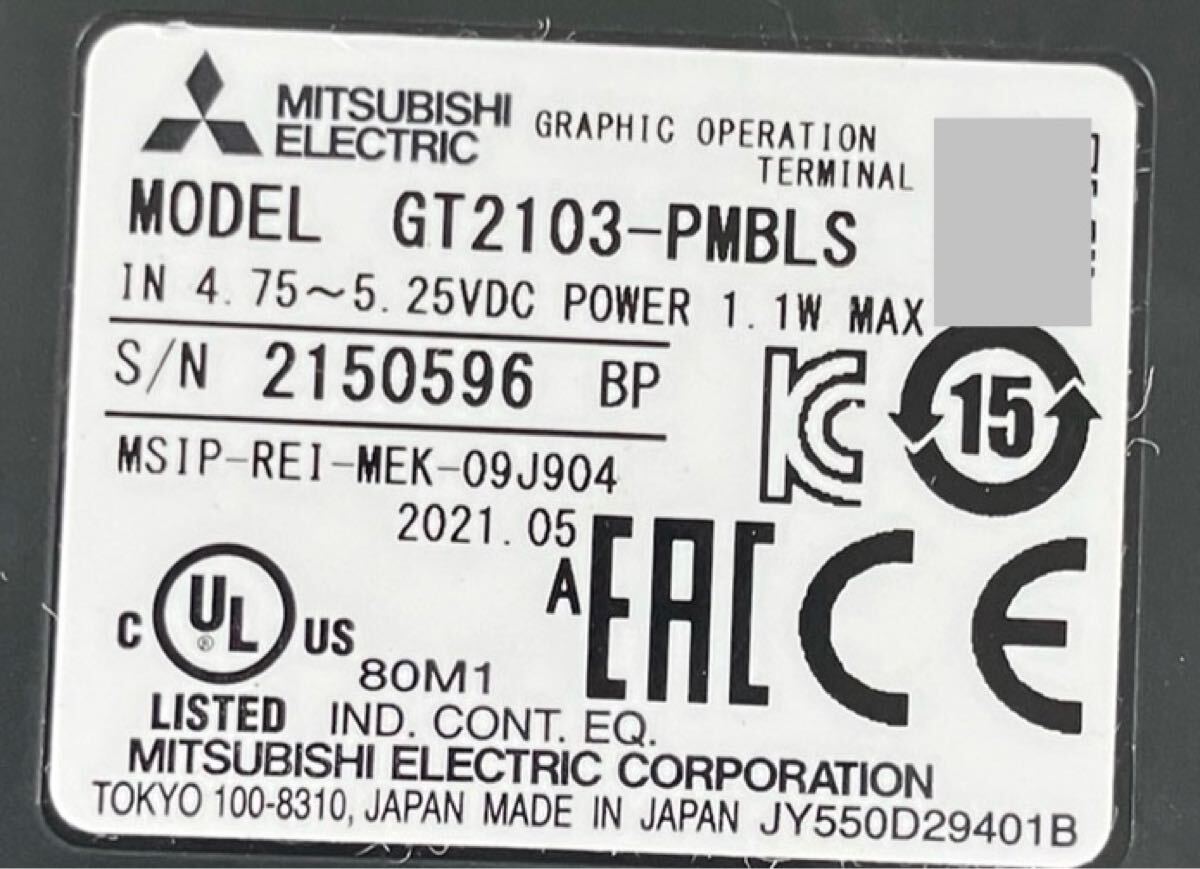 MITSUBISHI
ELECTRIC
GRAPHIC OPERATION
TERMINAL
MODEL GT2103-PMBLS
IN 4.75~5.25VDC POWER 1.1W MAX
S/N 2150596 BP
MSIP-REI-MEK-09J904
2021.05
A
EAC
CE
KC
15
C UL ® US
80M1
LISTED IND. CONT. EQ.
MITSUBISHI ELECTRIC CORPORATION
TOKYO 100-8310, JAPAN MADE IN JAPAN JY550D29401B